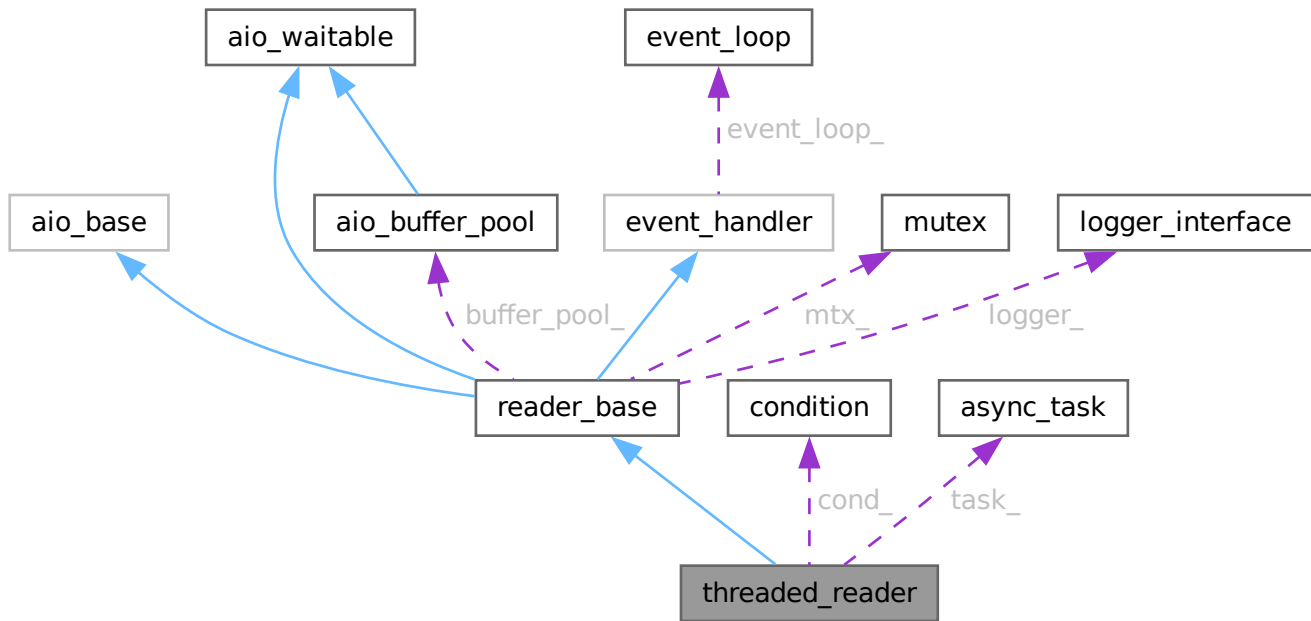 aio_waitable
event_loop
event_loop_
aio_base
aio_buffer_pool
event_handler
mutex
logger_interface
buffer_pool_
mtx_
logger_
reader_base
condition
async_task
cond_
task_
threaded_reader